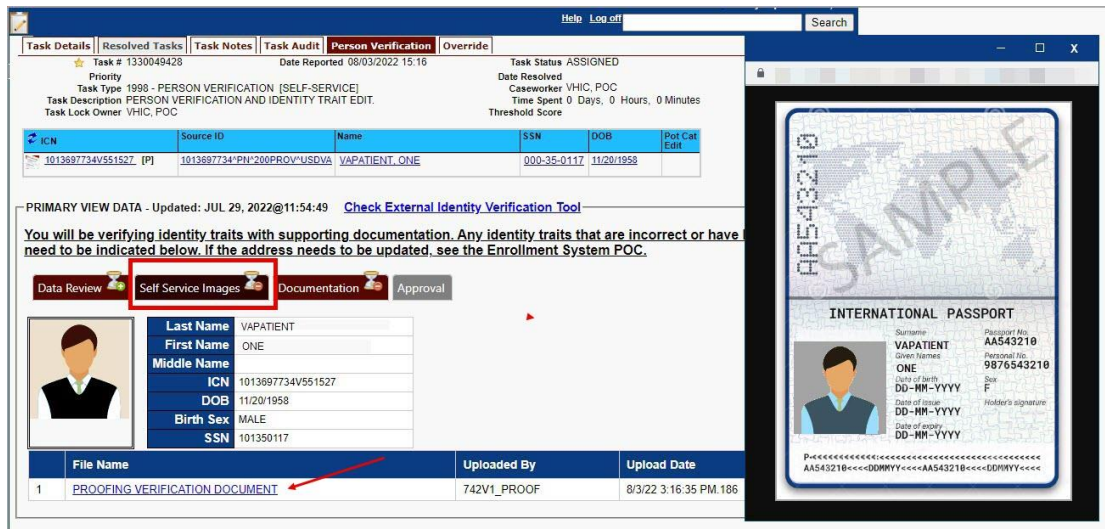 Help Log off Search
Task Details Resolved Tasks Task Notes Task Audit Person Verification Override
Task # 1330049428 Date Reported 08/03/2022 15:16 Task Status ASSIGNED
Priority Date Resolved
Task Type 1998 - PERSON VERIFICATION [SELF-SERVICE] Caseworker VHIC, POC
Task Description PERSON VERIFICATION AND IDENTITY TRAIT EDIT. Time Spent 0 Days, 0 Hours, 0 Minutes
Task Lock Owner VHIC, POC Threshold Score
ICN Source ID Name SSN DOB Pot Cat
Edit
1013697734V551527 [P] 1013697734^PN^200PROV^USDVA VAPATIENT, ONE 000-35-0117 11/20/1958
PRIMARY VIEW DATA - Updated: JUL 29, 2022@11:54:49 Check External Identity Verification Tool
You will be verifying identity traits with supporting documentation. Any identity traits that are incorrect or have
need to be indicated below. If the address needs to be updated, see the Enrollment System POC.
Data Review Self Service Images Documentation Approval
Last Name VAPATIENT
First Name ONE
Middle Name
ICN 1013697734V551527
DOB 11/20/1958
Birth Sex MALE
SSN 101350117
File Name Uploaded By Upload Date
1 PROOFING VERIFICATION DOCUMENT 742V1_PROOF 8/3/22 3:16:35 PM.186
X
AA543210
SAMPLE
INTERNATIONAL PASSPORT
Surname Passport No.
VAPATIENT AA543210
Given Names Personal No.
ONE 9876543210
Date of birth Sex
DD-MM-YYYY F
Date of issue Holder's signature
DD-MM-YYYY
Date of expiry
DD-MM-YYYY
P<<<<<<<<<<<<:<<<<<<<<<<<<<<<<<<<<<<<<<<<<
AA543210<<<<DDMMYY<<<<AA543210<<<<DDMMYY<<<<